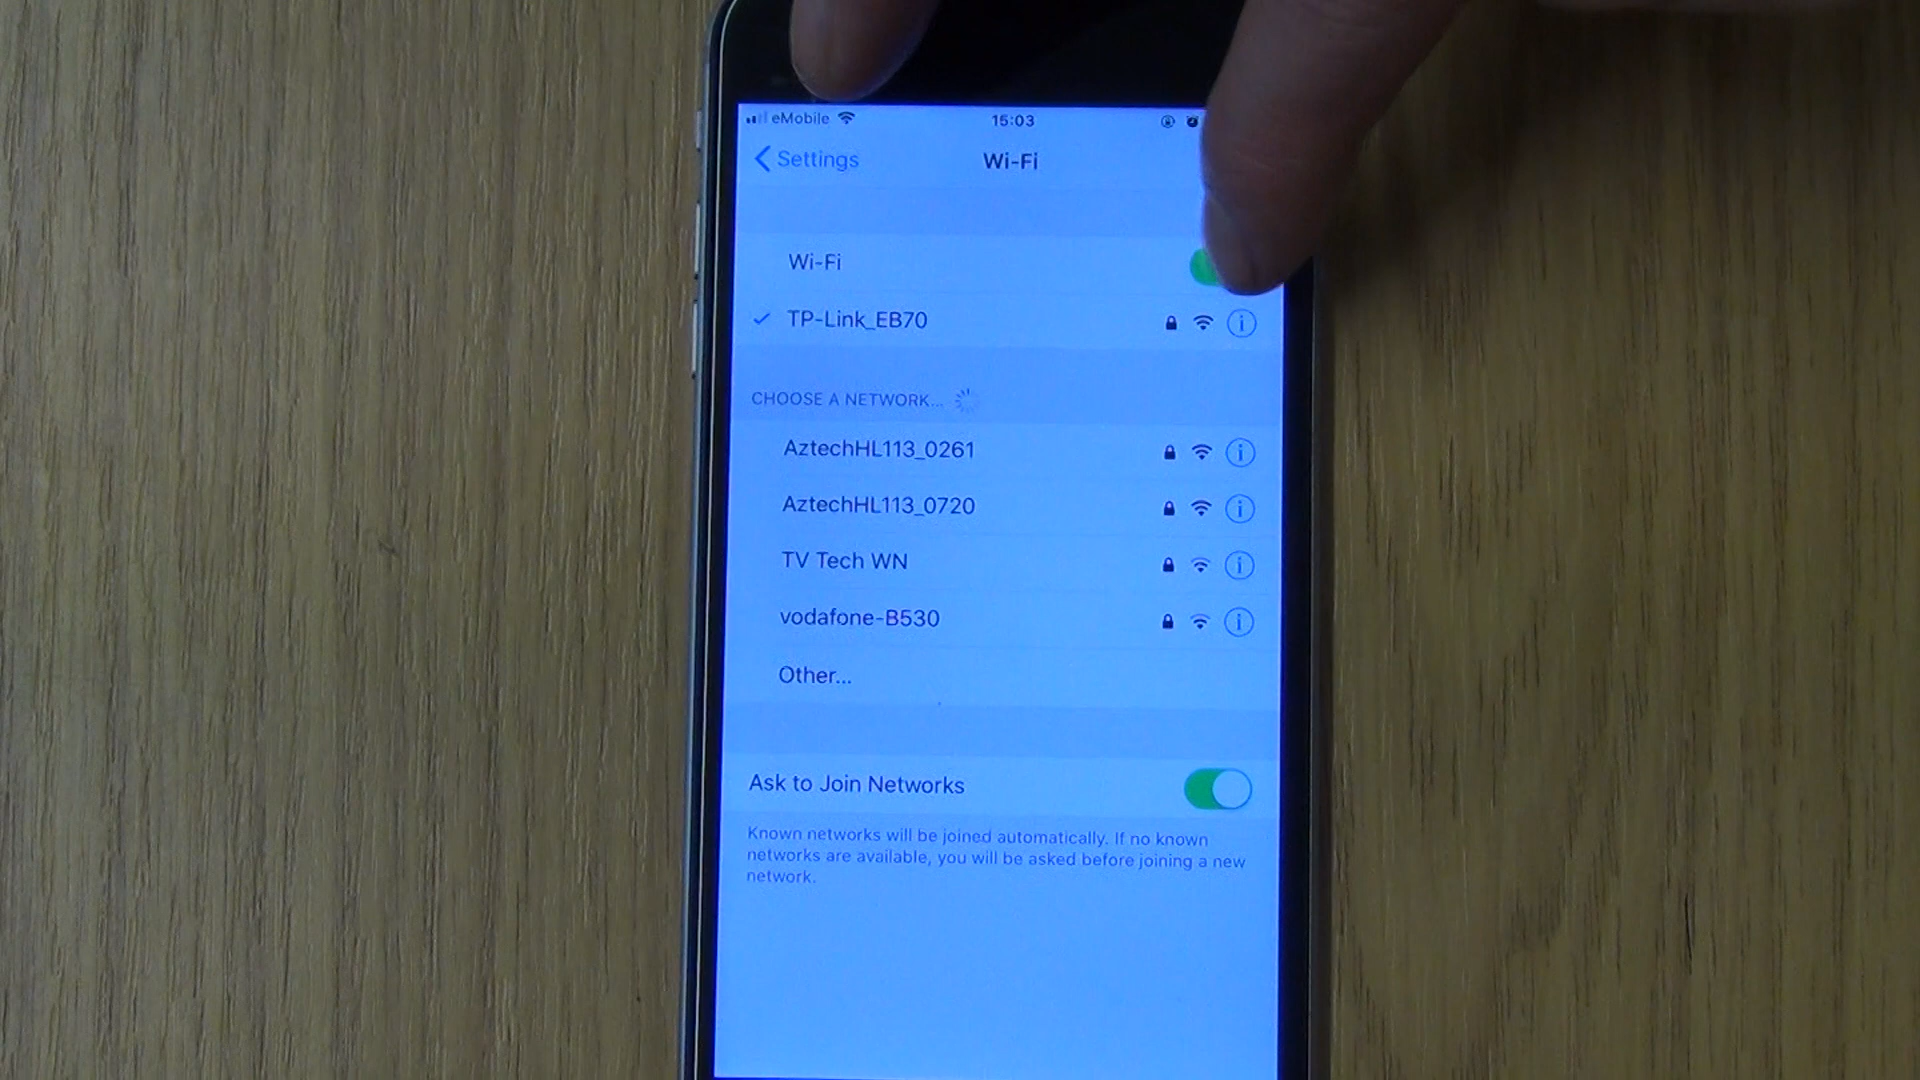 eMobile 15:03
Settings Wi-Fi
Wi-Fi
TP-Link_EB70
CHOOSE A NETWORK...
AztechHL113_0261
AztechHL113_0720
TV Tech WN
vodafone-B530
Other...
Ask to Join Networks
Known networks will be joined automatically. If no known
networks are available, you will be asked before joining a new
network.